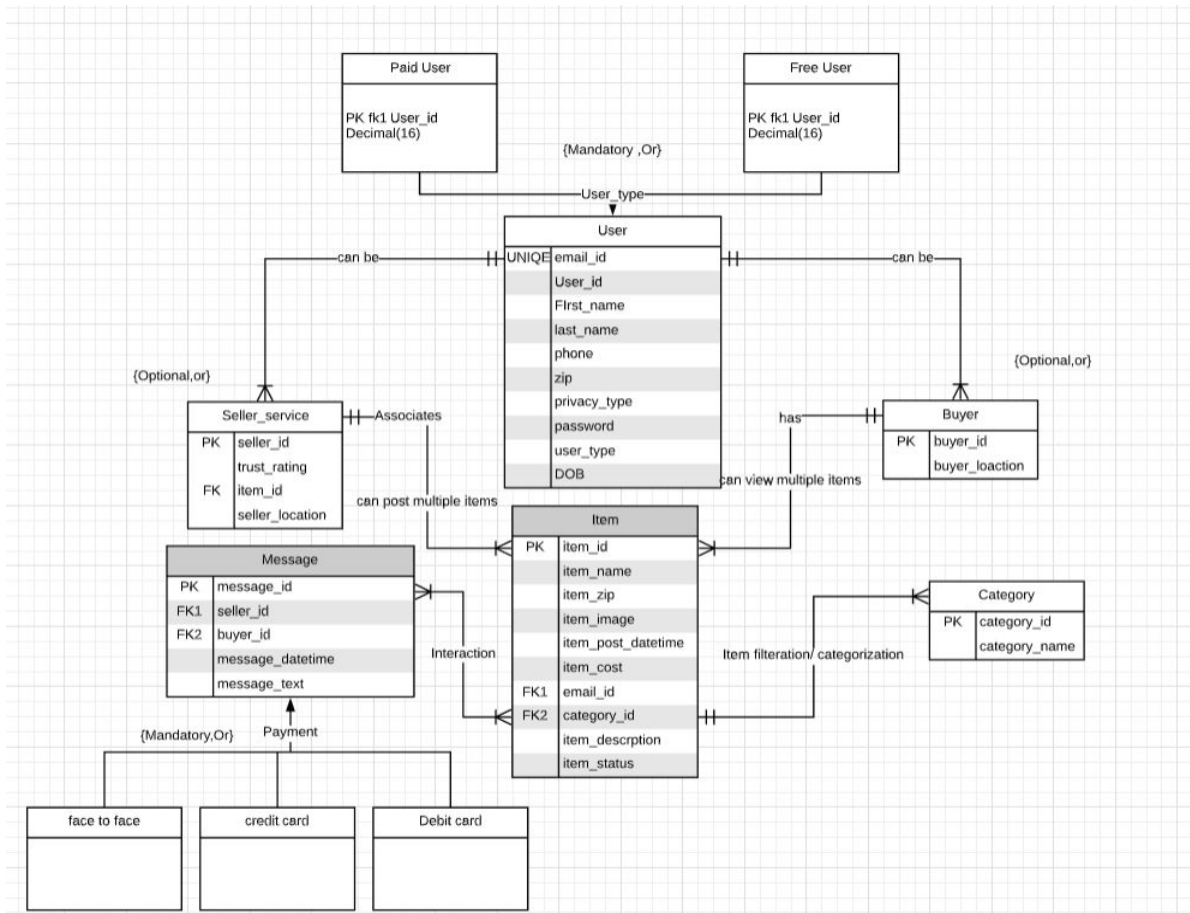 Paid User
PK fk1 User_id
Decimal(16)
Free User
PK fk1 User_id
Decimal(16)
{Mandatory ,Or}
User_type
User
UNIQE email_id
User_id
FIrst_name
last_name
phone
zip
privacy_type
password
user_type
DOB
can be
can be
{Optional,or}
{Optional,or}
Seller_service
PK seller_id
trust_rating
FK item_id
seller_location
Associates
can post multiple items
has
can view multiple items
Buyer
PK buyer_id
buyer_loaction
Item
PK item_id
item_name
item_zip
item_image
item_post_datetime
item_cost
FK1 email_id
FK2 category_id
item_descrption
item_status
Message
PK message_id
FK1 seller_id
FK2 buyer_id
message_datetime
message_text
Interaction
Item filteration/ categorization
Category
PK category_id
category_name
{Mandatory,Or}
Payment
face to face
credit card
Debit card